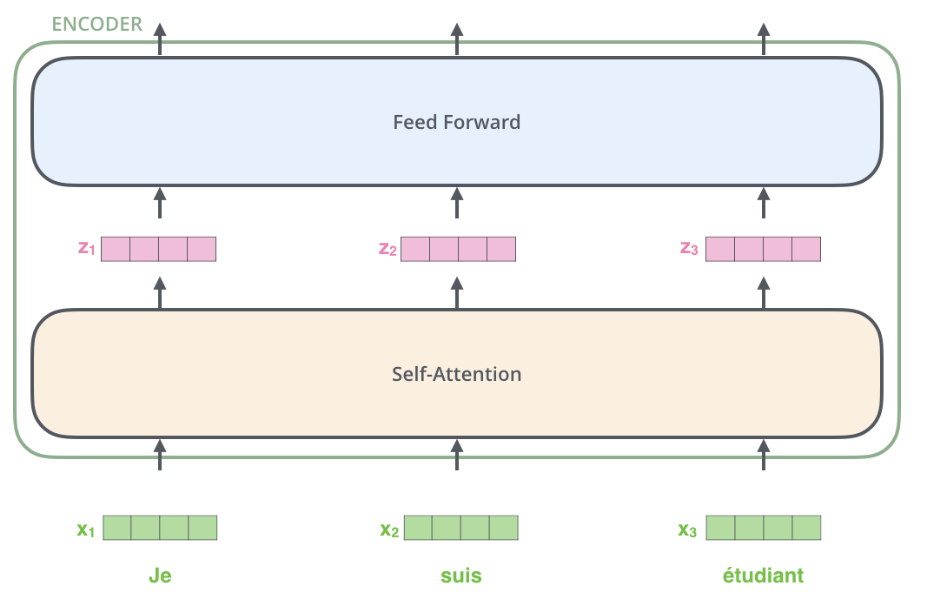 ENCODER
Feed Forward
z₁ z₂ z₃
Self-Attention
x₁ x₂ x₃
Je suis étudiant